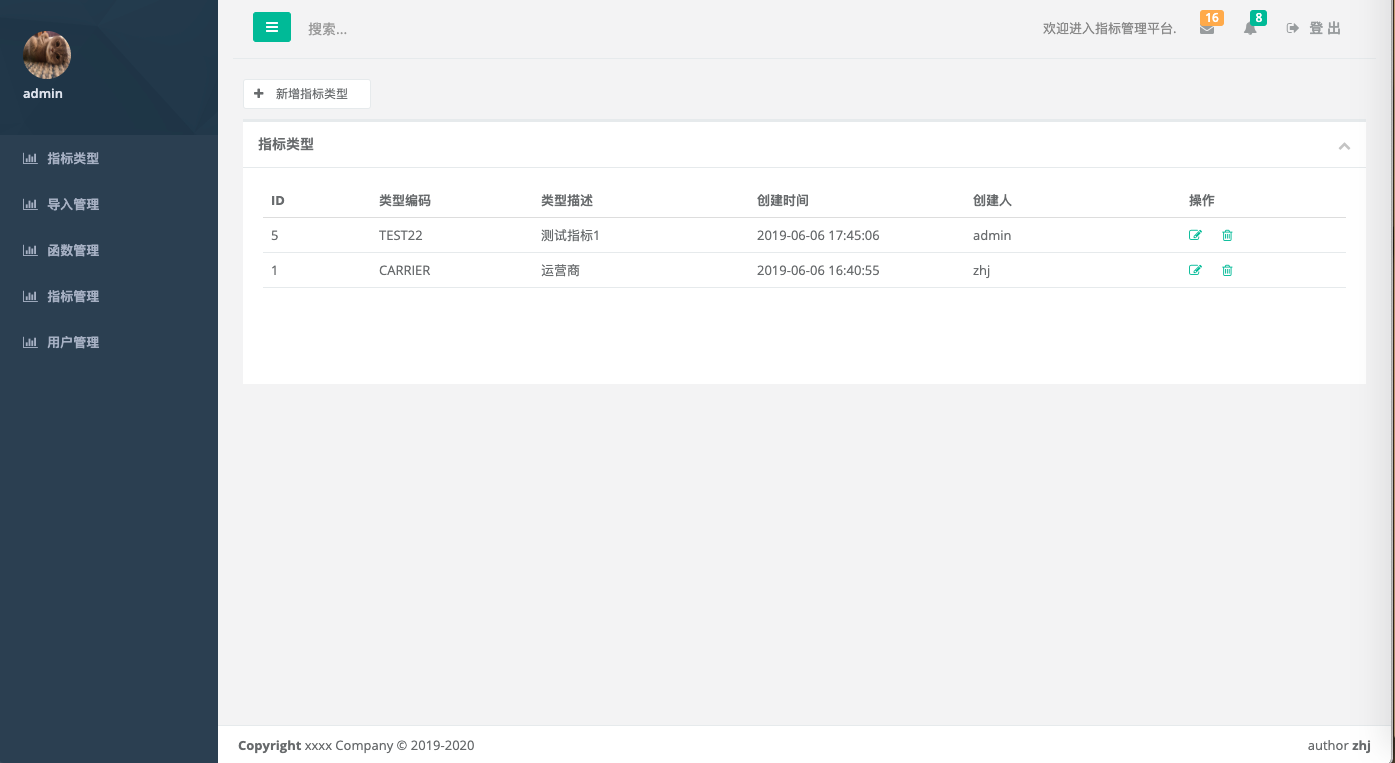 admin
指标类型
导入管理
函数管理
指标管理
用户管理
搜索...
欢迎进入指标管理平台.
16
8
登 出
新增指标类型
指标类型
ID 类型编码 类型描述 创建时间 创建人 操作
5 TEST22 测试指标1 2019-06-06 17:45:06 admin
1 CARRIER 运营商 2019-06-06 16:40:55 zhj
Copyright xxxx Company © 2019-2020
author zhj